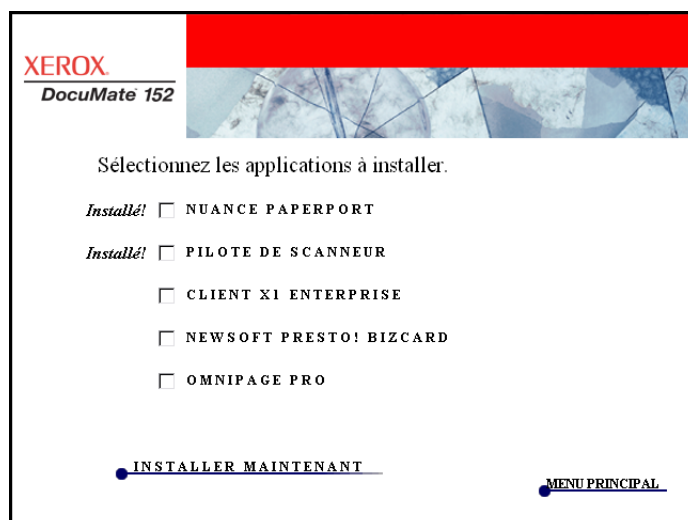 XEROX.
DocuMate 152
Sélectionnez les applications à installer.
Installé! NUANCE PAPERPORT
Installé! PILOTE DE SCANNEUR
CLIENT X1 ENTERPRISE
NEWSOFT PRESTO! BIZCARD
OMNIPAGE PRO
INSTALLER MAINTENANT
MENU PRINCIPAL